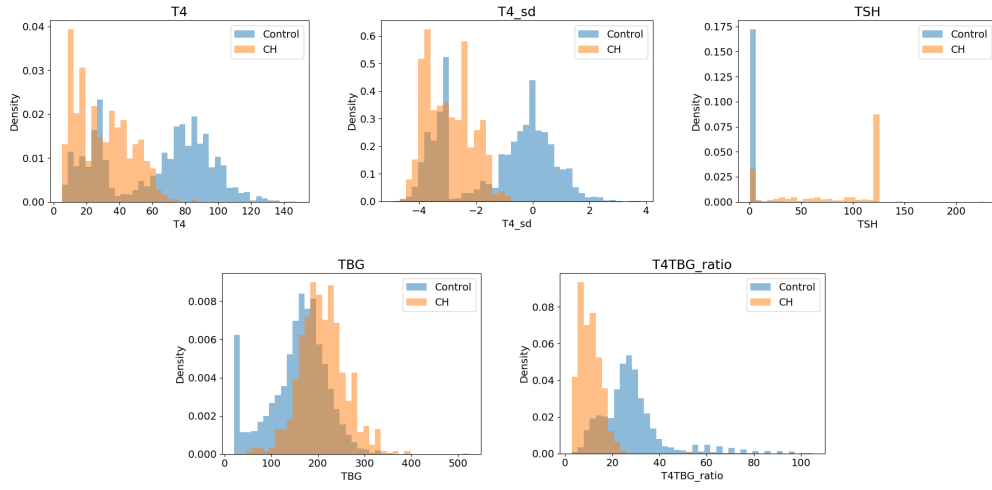 T4
Density
0.04
0.03
0.02
0.01
0.00
0 20 40 60 80 100 120 140
T4
Control
CH
T4_sd
Density
0.6
0.5
0.4
0.3
0.2
0.1
0.0
−4 −2 0 2 4
T4_sd
Control
CH
TSH
Density
0.175
0.150
0.125
0.100
0.075
0.050
0.025
0.000
0 50 100 150 200
TSH
Control
CH
TBG
Density
0.008
0.006
0.004
0.002
0.000
0 100 200 300 400 500
TBG
Control
CH
T4TBG_ratio
Density
0.08
0.06
0.04
0.02
0.00
0 20 40 60 80 100
T4TBG_ratio
Control
CH